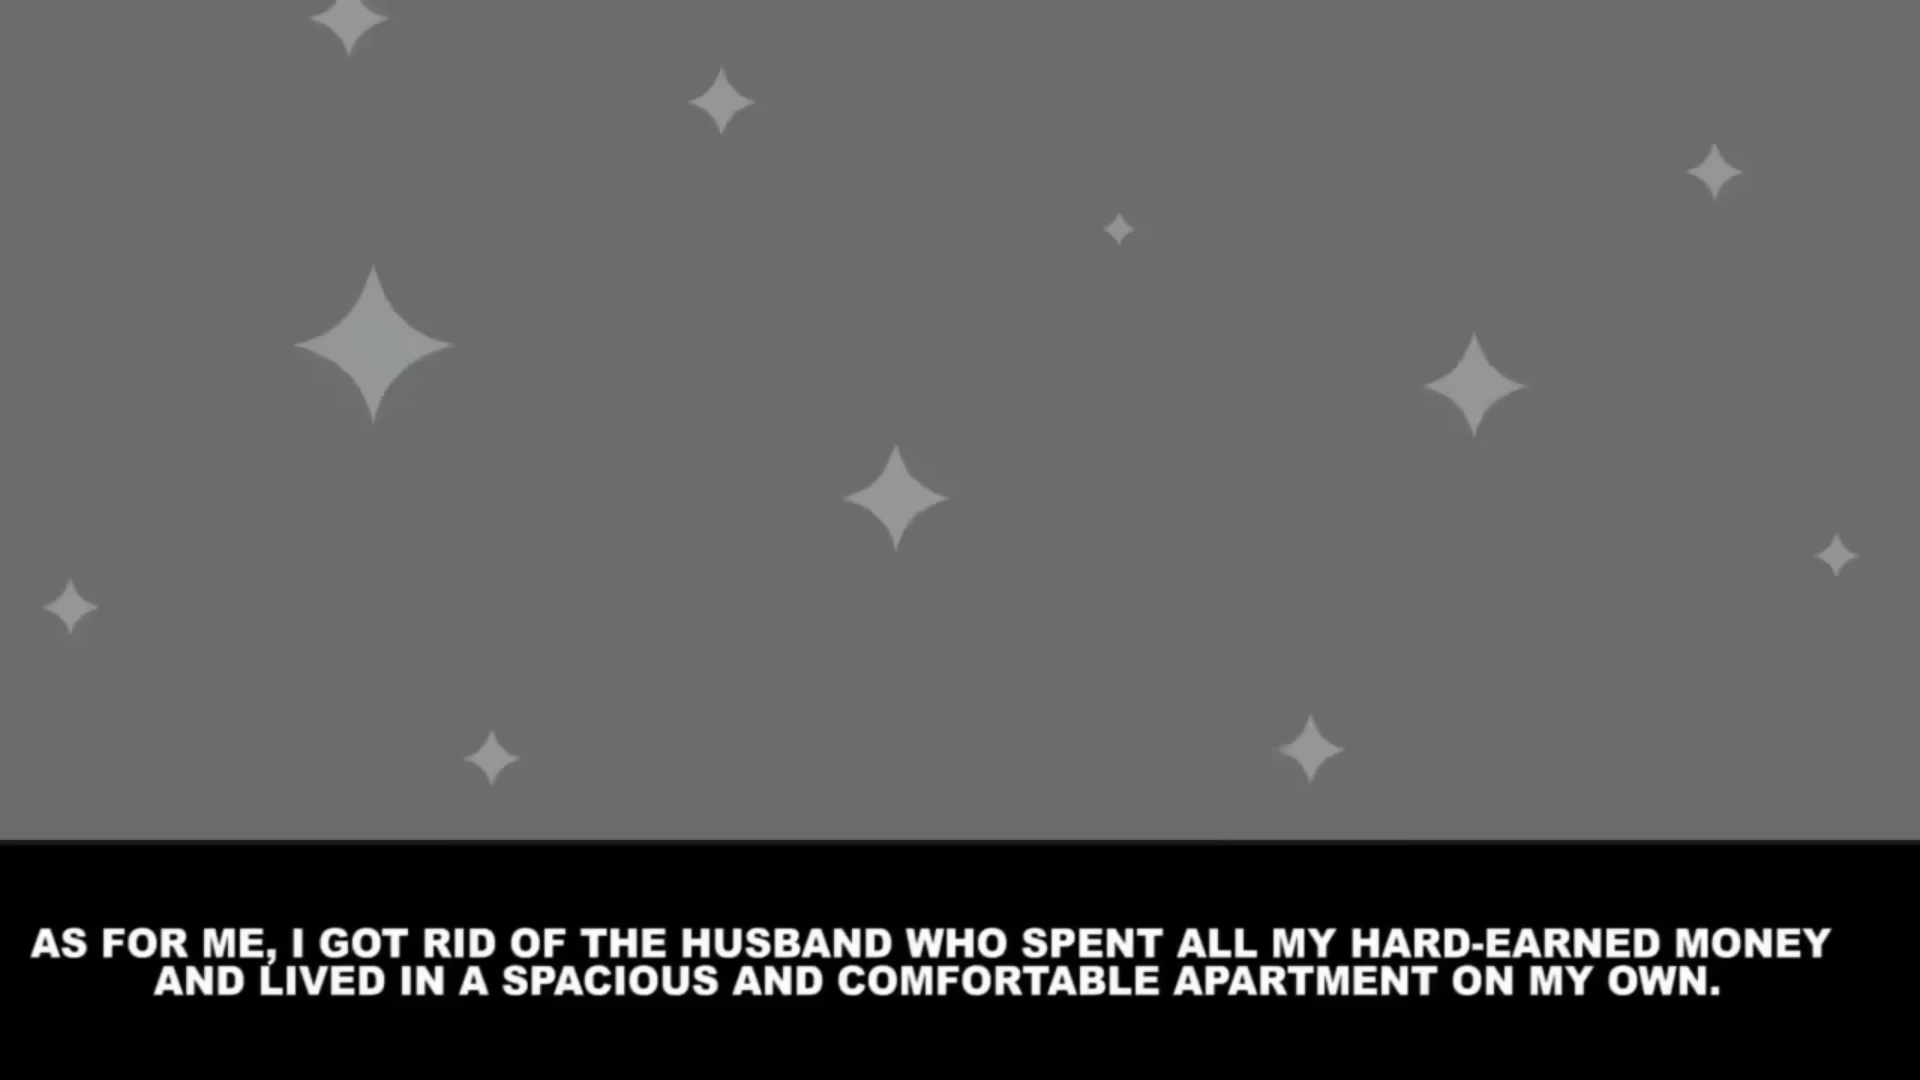 AS FOR ME, I GOT RID OF THE HUSBAND WHO SPENT ALL MY HARD-EARNED MONEY
AND LIVED IN A SPACIOUS AND COMFORTABLE APARTMENT ON MY OWN.